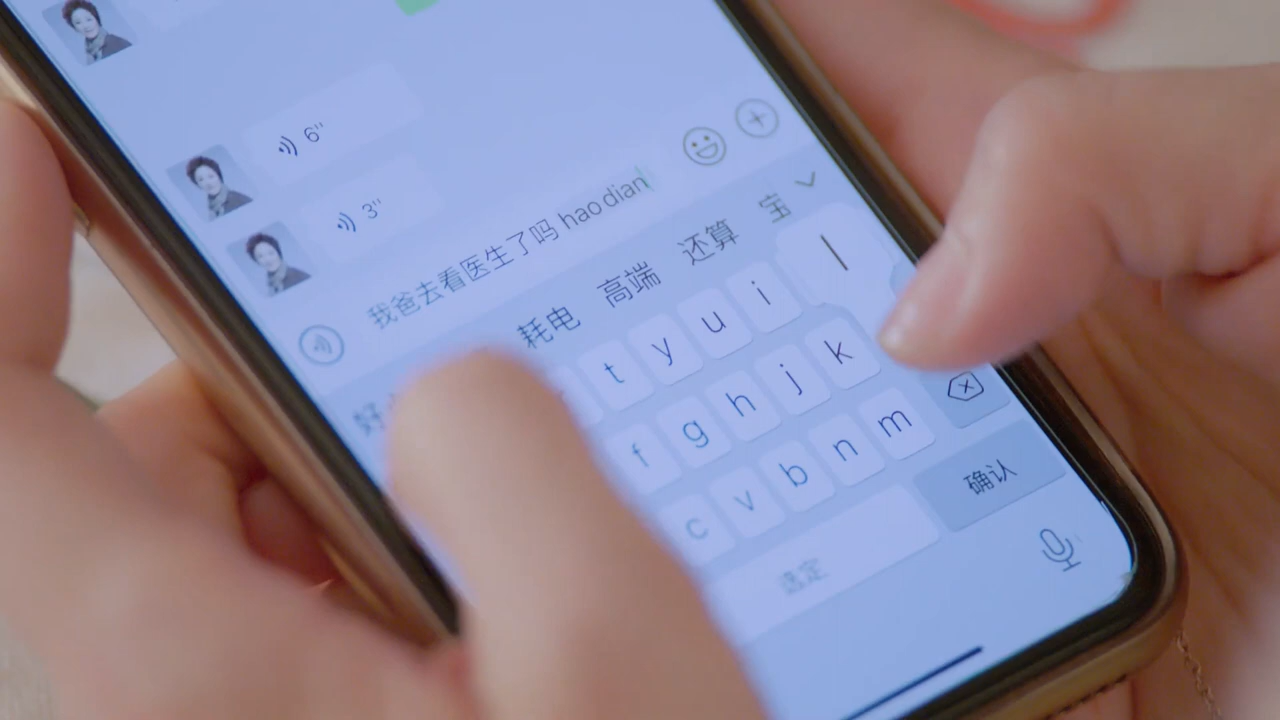 6"
3"
我爸去看医生了吗 hao dian
好 耗电 高端 还算 宝
t y u i
f g h j k
c v b n m
选定 确认